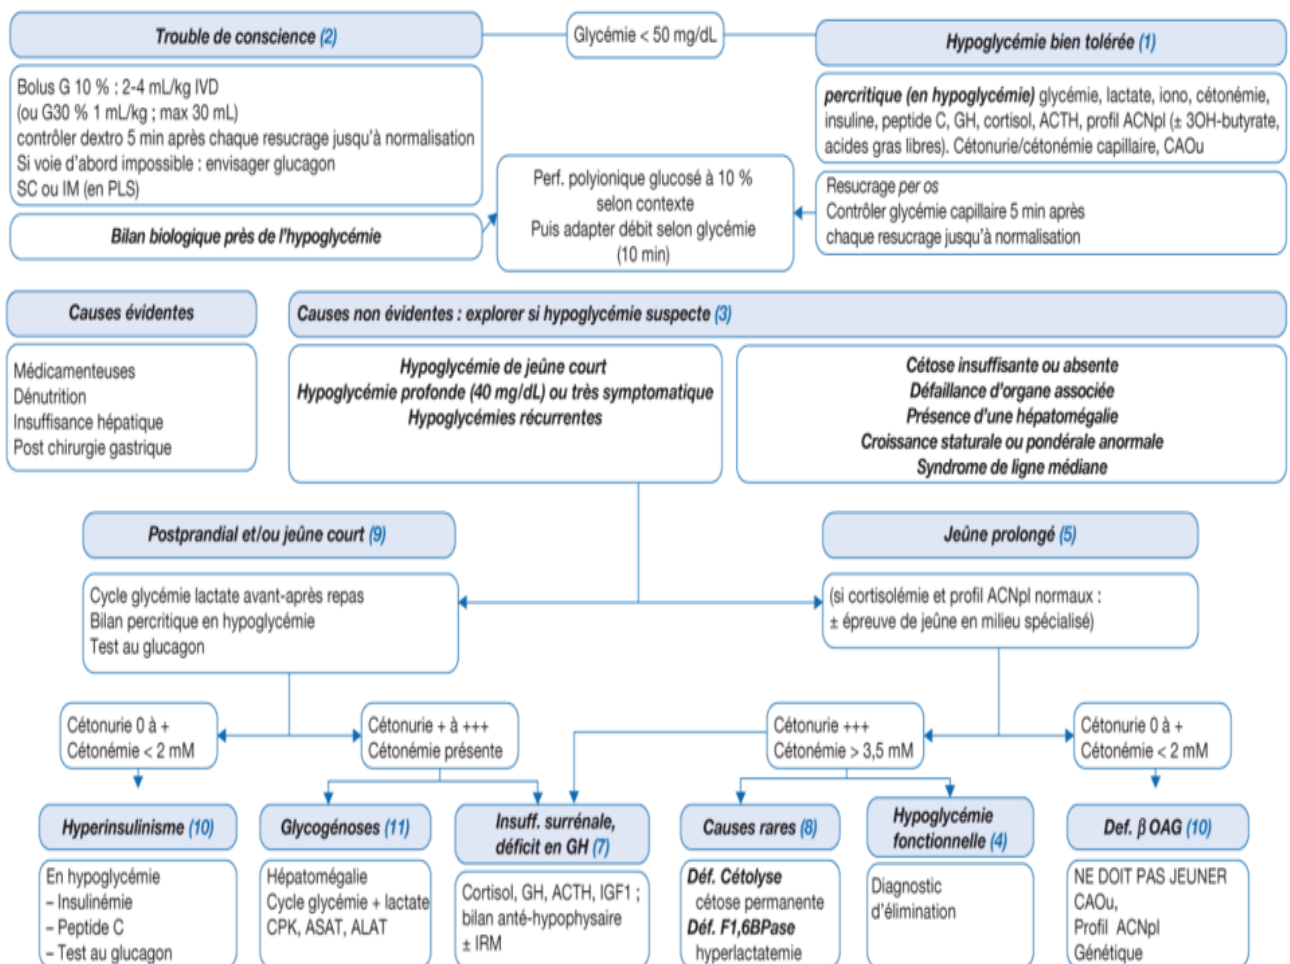 Trouble de conscience (2)
Glycémie < 50 mg/dL
Hypoglycémie bien tolérée (1)
Bolus G 10 % : 2-4 mL/kg IVD
(ou G30 % 1 mL/kg ; max 30 mL)
contrôler dextro 5 min après chaque resucrage jusqu'à normalisation
Si voie d'abord impossible : envisager glucagon
SC ou IM (en PLS)
Bilan biologique près de l'hypoglycémie
Perf. polyionique glucosé à 10 %
selon contexte
Puis adapter débit selon glycémie
(10 min)
percritique (en hypoglycémie) glycémie, lactate, iono, cétonémie,
insuline, peptide C, GH, cortisol, ACTH, profil ACNpl (± 3OH-butyrate,
acides gras libres). Cétonurie/cétonémie capillaire, CAOu
Resucrage per os
Contrôler glycémie capillaire 5 min après
chaque resucrage jusqu'à normalisation
Causes évidentes
Médicamenteuses
Dénutrition
Insuffisance hépatique
Post chirurgie gastrique
Causes non évidentes : explorer si hypoglycémie suspecte (3)
Hypoglycémie de jeûne court
Hypoglycémie profonde (40 mg/dL) ou très symptomatique
Hypoglycémies récurrentes
Cétose insuffisante ou absente
Défaillance d'organe associée
Présence d'une hépatomégalie
Croissance staturale ou pondérale anormale
Syndrome de ligne médiane
Postprandial et/ou jeûne court (9)
Cycle glycémie lactate avant-après repas
Bilan percritique en hypoglycémie
Test au glucagon
Jeûne prolongé (5)
(si cortisolémie et profil ACNpl normaux :
± épreuve de jeûne en milieu spécialisé)
Cétonurie 0 à +
Cétonémie < 2 mM
Cétonurie + à +++
Cétonémie présente
Cétonurie +++
Cétonémie > 3,5 mM
Cétonurie 0 à +
Cétonémie < 2 mM
Hyperinsulinisme (10)
En hypoglycémie
– Insulinémie
– Peptide C
– Test au glucagon
Glycogénoses (11)
Hépatomégalie
Cycle glycémie + lactate
CPK, ASAT, ALAT
Insuff. surrénale,
déficit en GH (7)
Cortisol, GH, ACTH, IGF1 ;
bilan anté-hypophysaire
± IRM
Causes rares (8)
Déf. Cétolyse
cétose permanente
Déf. F1,6BPase
hyperlactatemie
Hypoglycémie
fonctionnelle (4)
Diagnostic
d'élimination
Def. β OAG (10)
NE DOIT PAS JEUNER
CAOu,
Profil ACNpl
Génétique